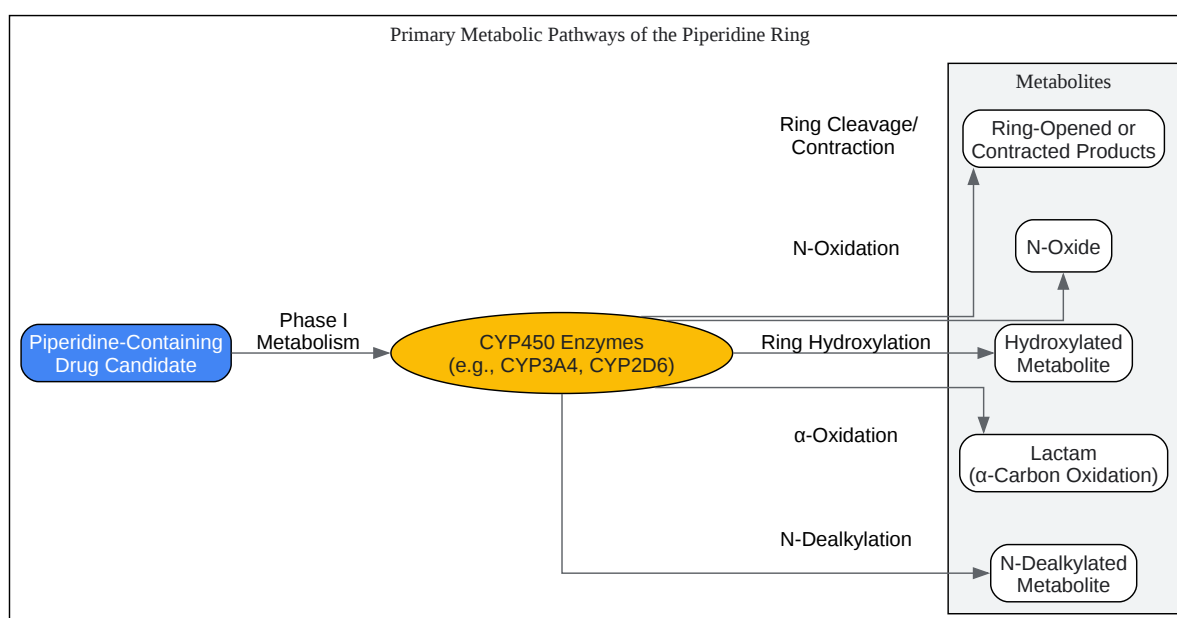 Primary Metabolic Pathways of the Piperidine Ring
Metabolites
Ring Cleavage/
Contraction
Ring-Opened or
Contracted Products
N-Oxidation
N-Oxide
Piperidine-Containing
Drug Candidate
Phase I
Metabolism
CYP450 Enzymes
(e.g., CYP3A4, CYP2D6)
Ring Hydroxylation
Hydroxylated
Metabolite
α-Oxidation
Lactam
(α-Carbon Oxidation)
N-Dealkylation
N-Dealkylated
Metabolite